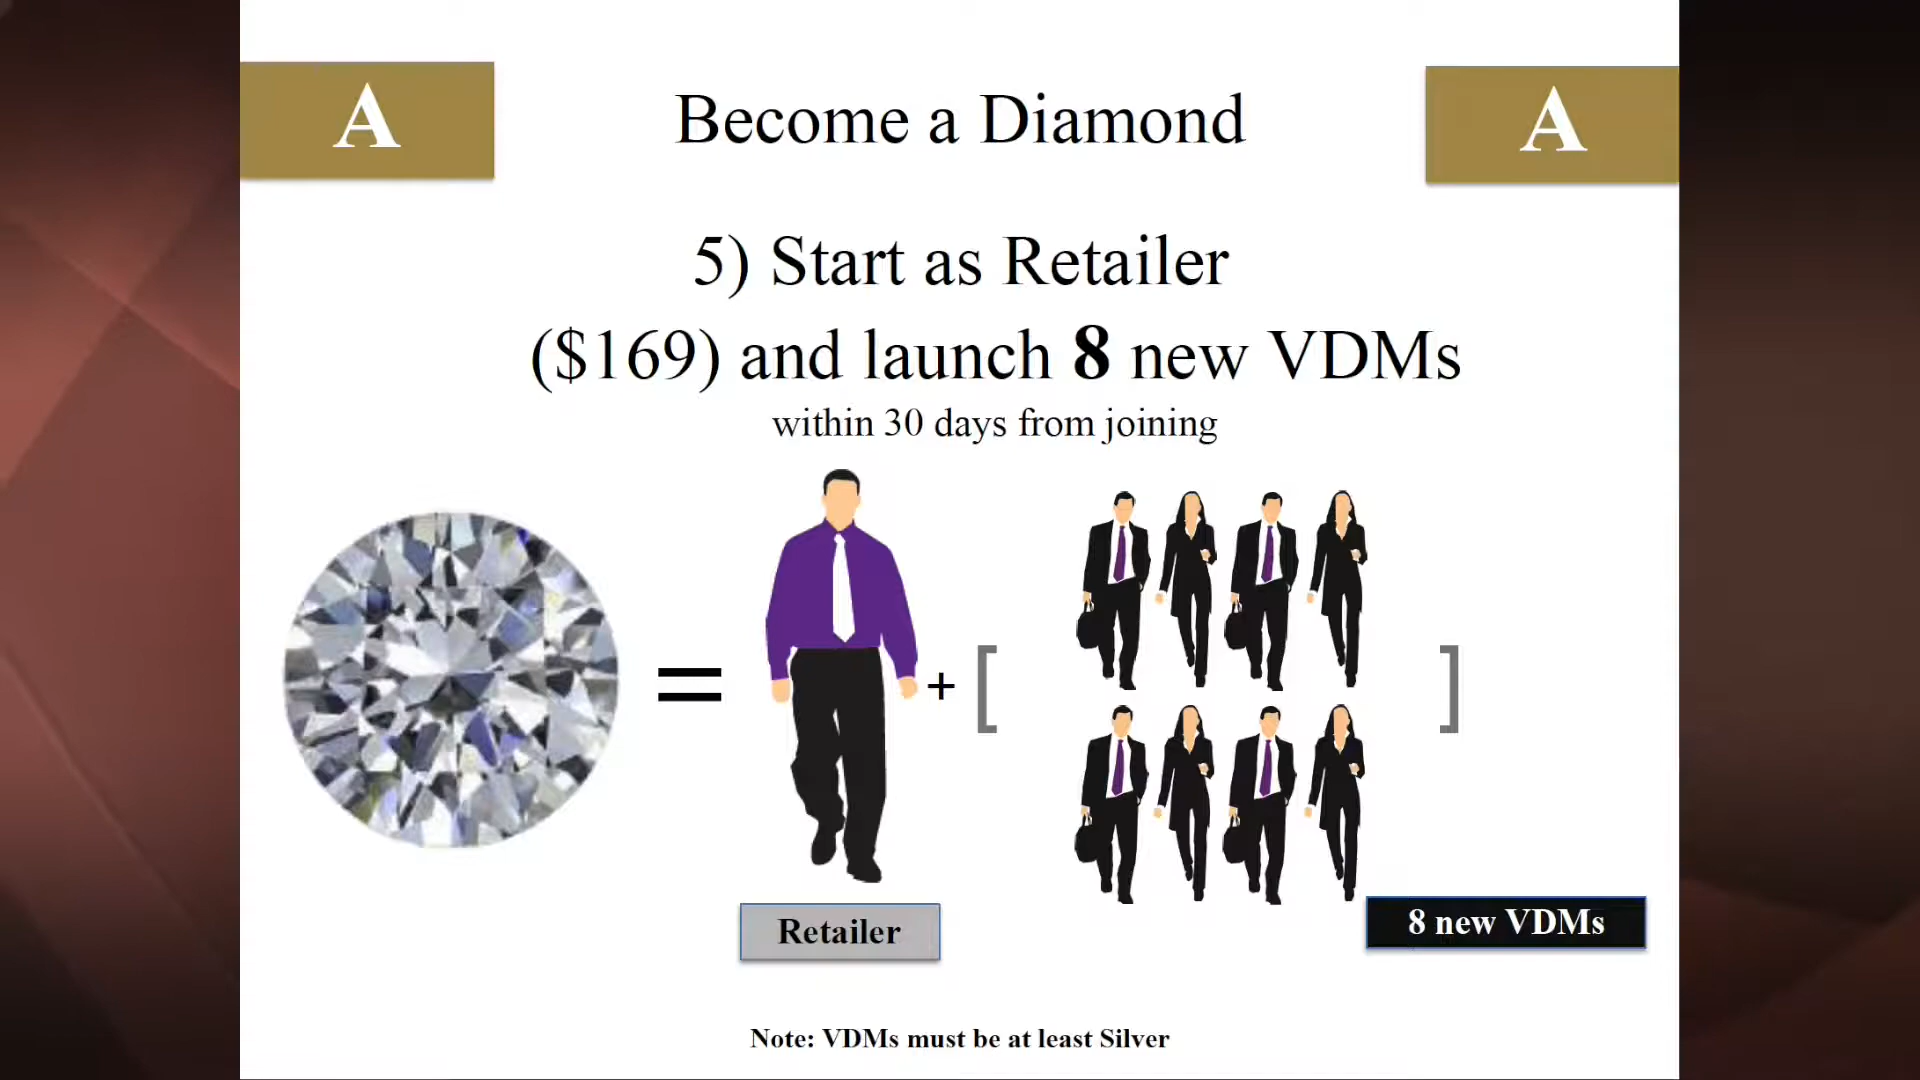 A
Become a Diamond
A
5) Start as Retailer
($169) and launch 8 new VDMs
within 30 days from joining
=
+
[
]
Retailer
8 new VDMs
Note: VDMs must be at least Silver